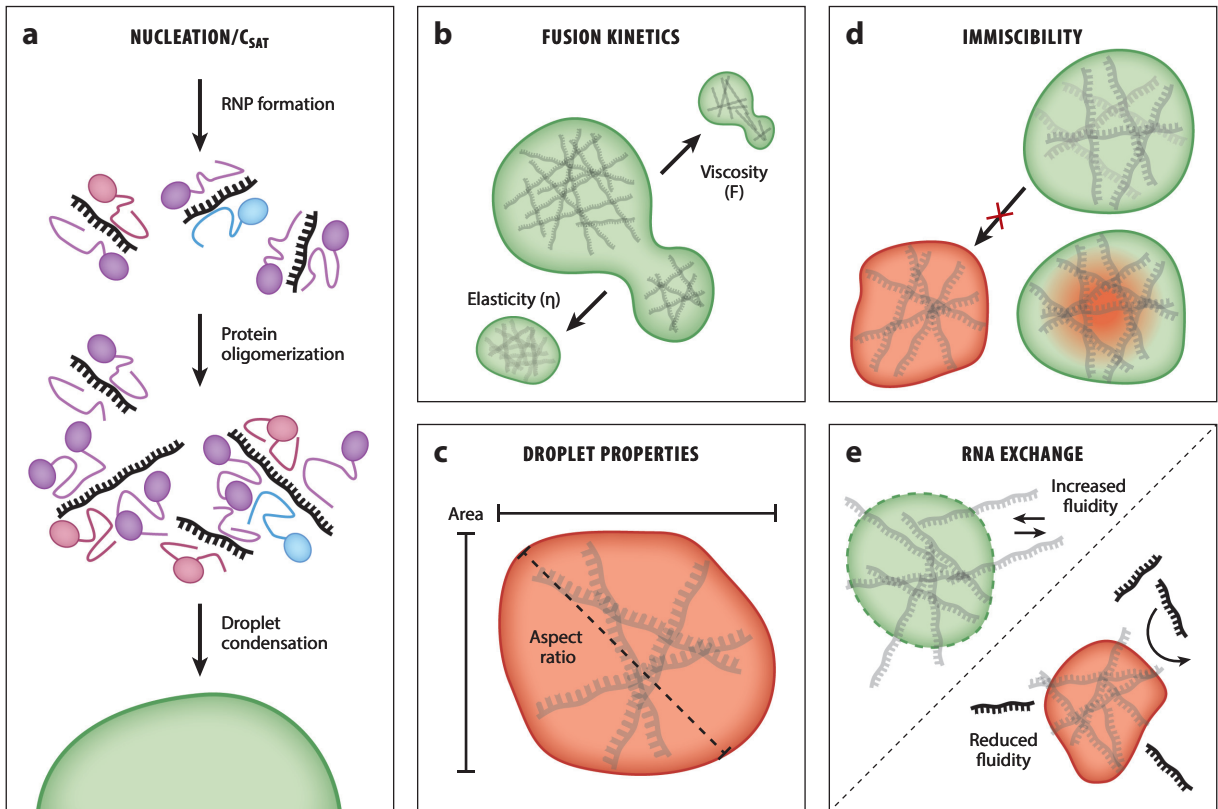 a
NUCLEATION/CSAT
RNP formation
Protein
oligomerization
Droplet
condensation
b
FUSION KINETICS
Viscosity
(F)
Elasticity (η)
c
DROPLET PROPERTIES
Area
Aspect
ratio
d
IMMISCIBILITY
e
RNA EXCHANGE
Increased
fluidity
Reduced
fluidity